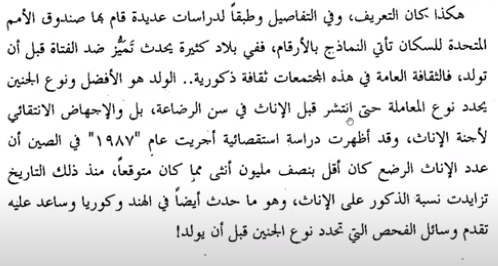 هكذا كان التعريف، وفي التفاصيل وطبقاً لدراسات عديدة قام بها صندوق الأمم
المتحدة للسكان تأتي النماذج بالأرقام، ففي بلاد كثيرة يحدث تَمَيُّز ضد الفتاة قبل أن
تولد، فالثقافة العامة في هذه المجتمعات ثقافة ذكورية.. الولد هو الأفضل ونوع الجنين
يحدد نوع المعاملة حتى انتشر قبل الإناث في سن الرضاعة، بل والإجهاض الانتقائي
لأجنة الإناث، وقد أظهرت دراسة استقصائية أجريت عام "١٩٨٧" في الصين أن
عدد الإناث الرضع كان أقل بنصف مليون أنثى مما كان متوقعاً، منذ ذلك التاريخ
تزايدت نسبة الذكور على الإناث، وهو ما حدث أيضاً في الهند وكوريا وساعد عليه
تقدم وسائل الفحص التي تحدد نوع الجنين قبل أن يولد!